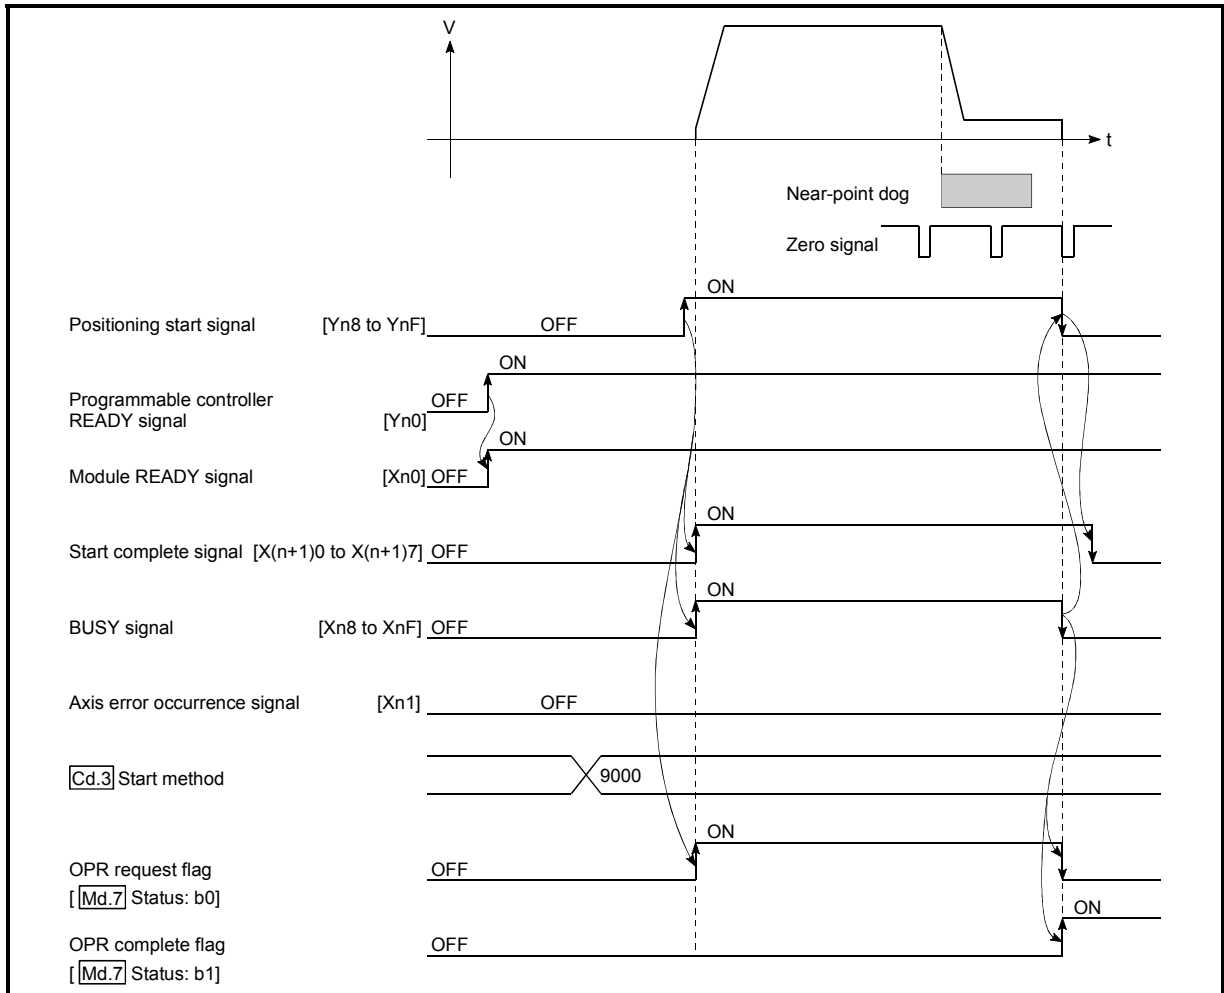 V
t
Near-point dog
Zero signal
ON
Positioning start signal [Yn8 to YnF] OFF
ON
Programmable controller
READY signal [Yn0] OFF
ON
Module READY signal [Xn0] OFF
ON
Start complete signal [X(n+1)0 to X(n+1)7] OFF
ON
BUSY signal [Xn8 to XnF] OFF
Axis error occurrence signal [Xn1] OFF
Cd.3 Start method 9000
ON
OPR request flag OFF
[ Md.7 Status: b0]
ON
OPR complete flag OFF
[ Md.7 Status: b1]